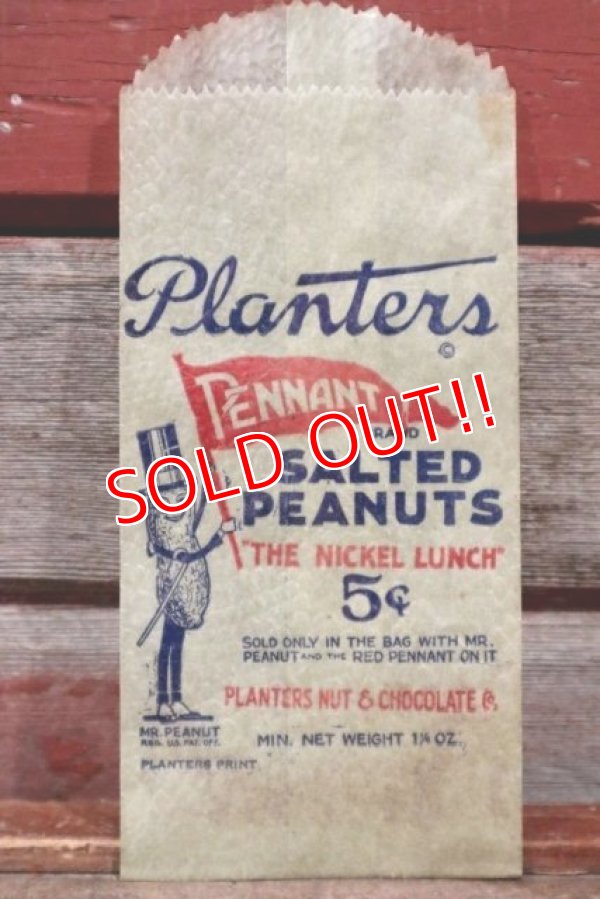 Planters
©
PENNANT
BRAND
SOLD OUT!!
SALTED
PEANUTS
"THE NICKEL LUNCH"
5¢
SOLD ONLY IN THE BAG WITH MR.
PEANUT AND THE RED PENNANT ON IT
PLANTERS NUT & CHOCOLATE Co.
MR. PEANUT
REG. U.S. PAT. OFF.
MIN. NET WEIGHT 1¼ OZ.
PLANTERS PRINT